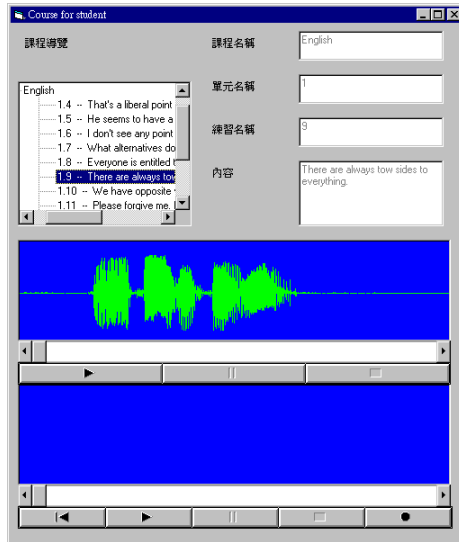 Course for student
課程導覽
課程名稱
English
單元名稱
1
練習名稱
9
內容
There are always tow sides to
everything.
English
1.4 -- That's a liberal point
1.5 -- He seems to have a
1.6 -- I don't see any point
1.7 -- What alternatives do
1.8 -- Everyone is entitled
1.9 -- There are always tow
1.10 -- We have opposite
1.11 -- Please forgive me.